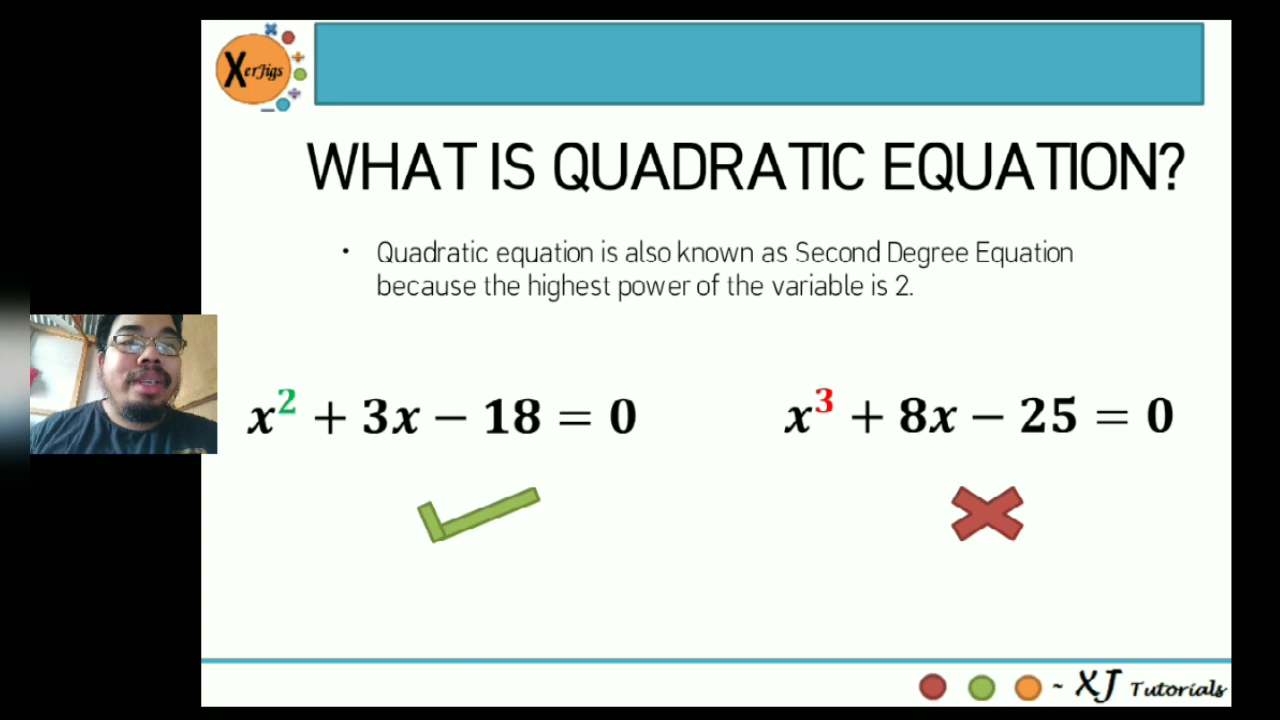 XerJigs
WHAT IS QUADRATIC EQUATION?
• Quadratic equation is also known as Second Degree Equation
because the highest power of the variable is 2.
x² + 3x − 18 = 0
x³ + 8x − 25 = 0
~ XJ Tutorials